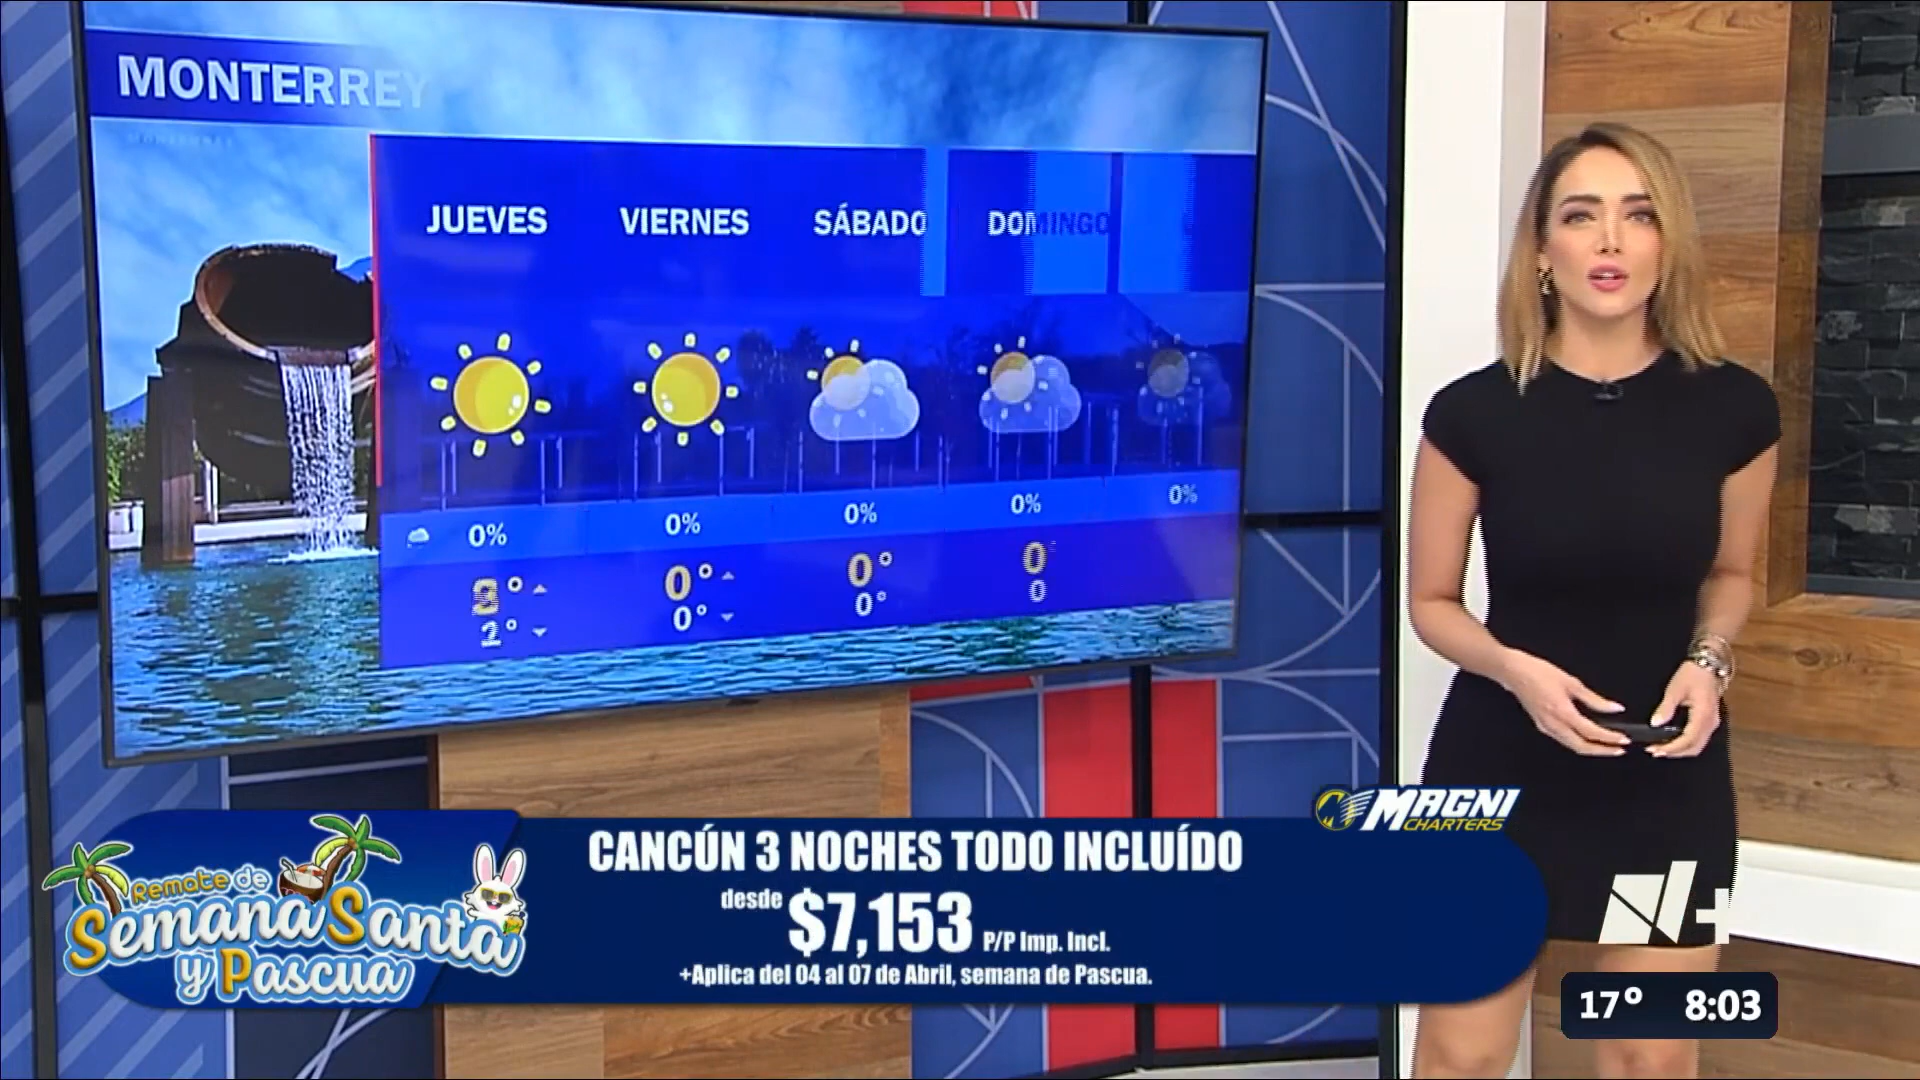 MONTERREY
JUEVES VIERNES SÁBADO DOMINGO
0% 0% 0% 0% 0%
0° 0° 0
0° 0° 0
MAGNI
CHARTERS
CANCÚN 3 NOCHES TODO INCLUÍDO
desde $7,153 P/P Imp. Incl.
+Aplica del 04 al 07 de Abril, semana de Pascua.
Remate de
Semana Santa
y Pascua
N+
17° 8:03